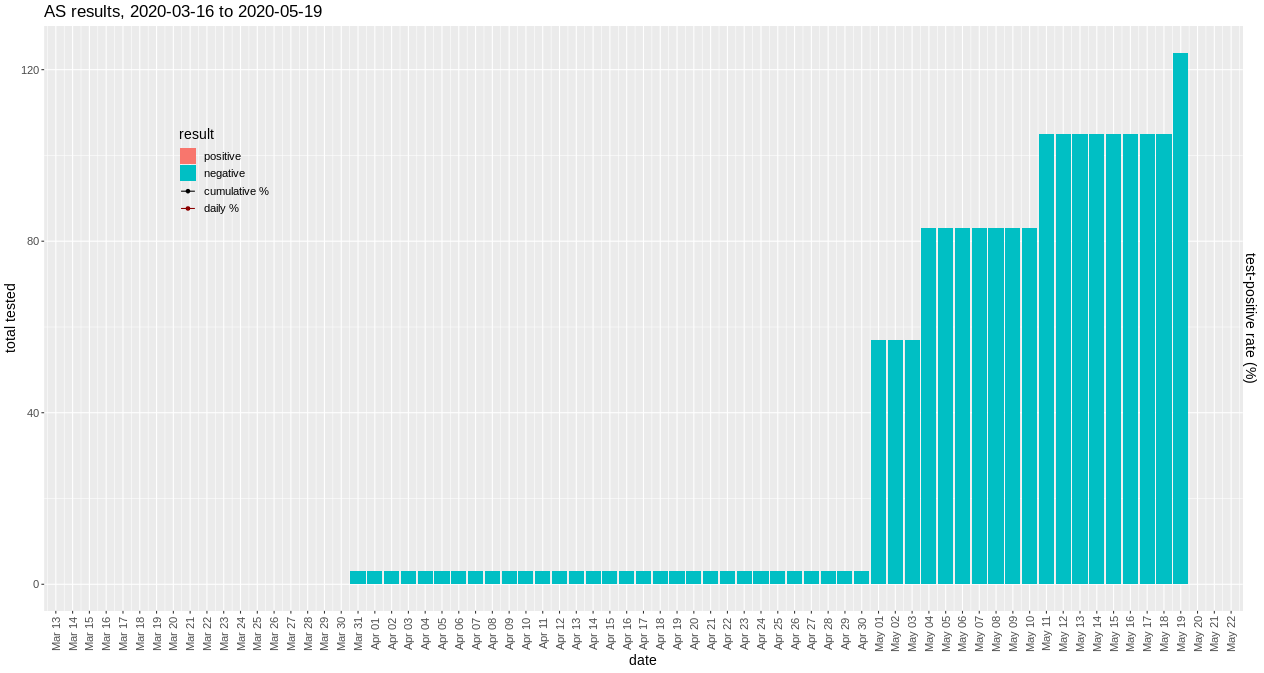 AS results, 2020-03-16 to 2020-05-19
120
80
40
0
total tested
result
positive
negative
cumulative %
daily %
test-positive rate (%)
Mar 13
Mar 14
Mar 15
Mar 16
Mar 17
Mar 18
Mar 19
Mar 20
Mar 21
Mar 22
Mar 23
Mar 24
Mar 25
Mar 26
Mar 27
Mar 28
Mar 29
Mar 30
Mar 31
Apr 01
Apr 02
Apr 03
Apr 04
Apr 05
Apr 06
Apr 07
Apr 08
Apr 09
Apr 10
Apr 11
Apr 12
Apr 13
Apr 14
Apr 15
Apr 16
Apr 17
Apr 18
Apr 19
Apr 20
Apr 21
Apr 22
Apr 23
Apr 24
Apr 25
Apr 26
Apr 27
Apr 28
Apr 29
Apr 30
May 01
May 02
May 03
May 04
May 05
May 06
May 07
May 08
May 09
May 10
May 11
May 12
May 13
May 14
May 15
May 16
May 17
May 18
May 19
May 20
May 21
May 22
date